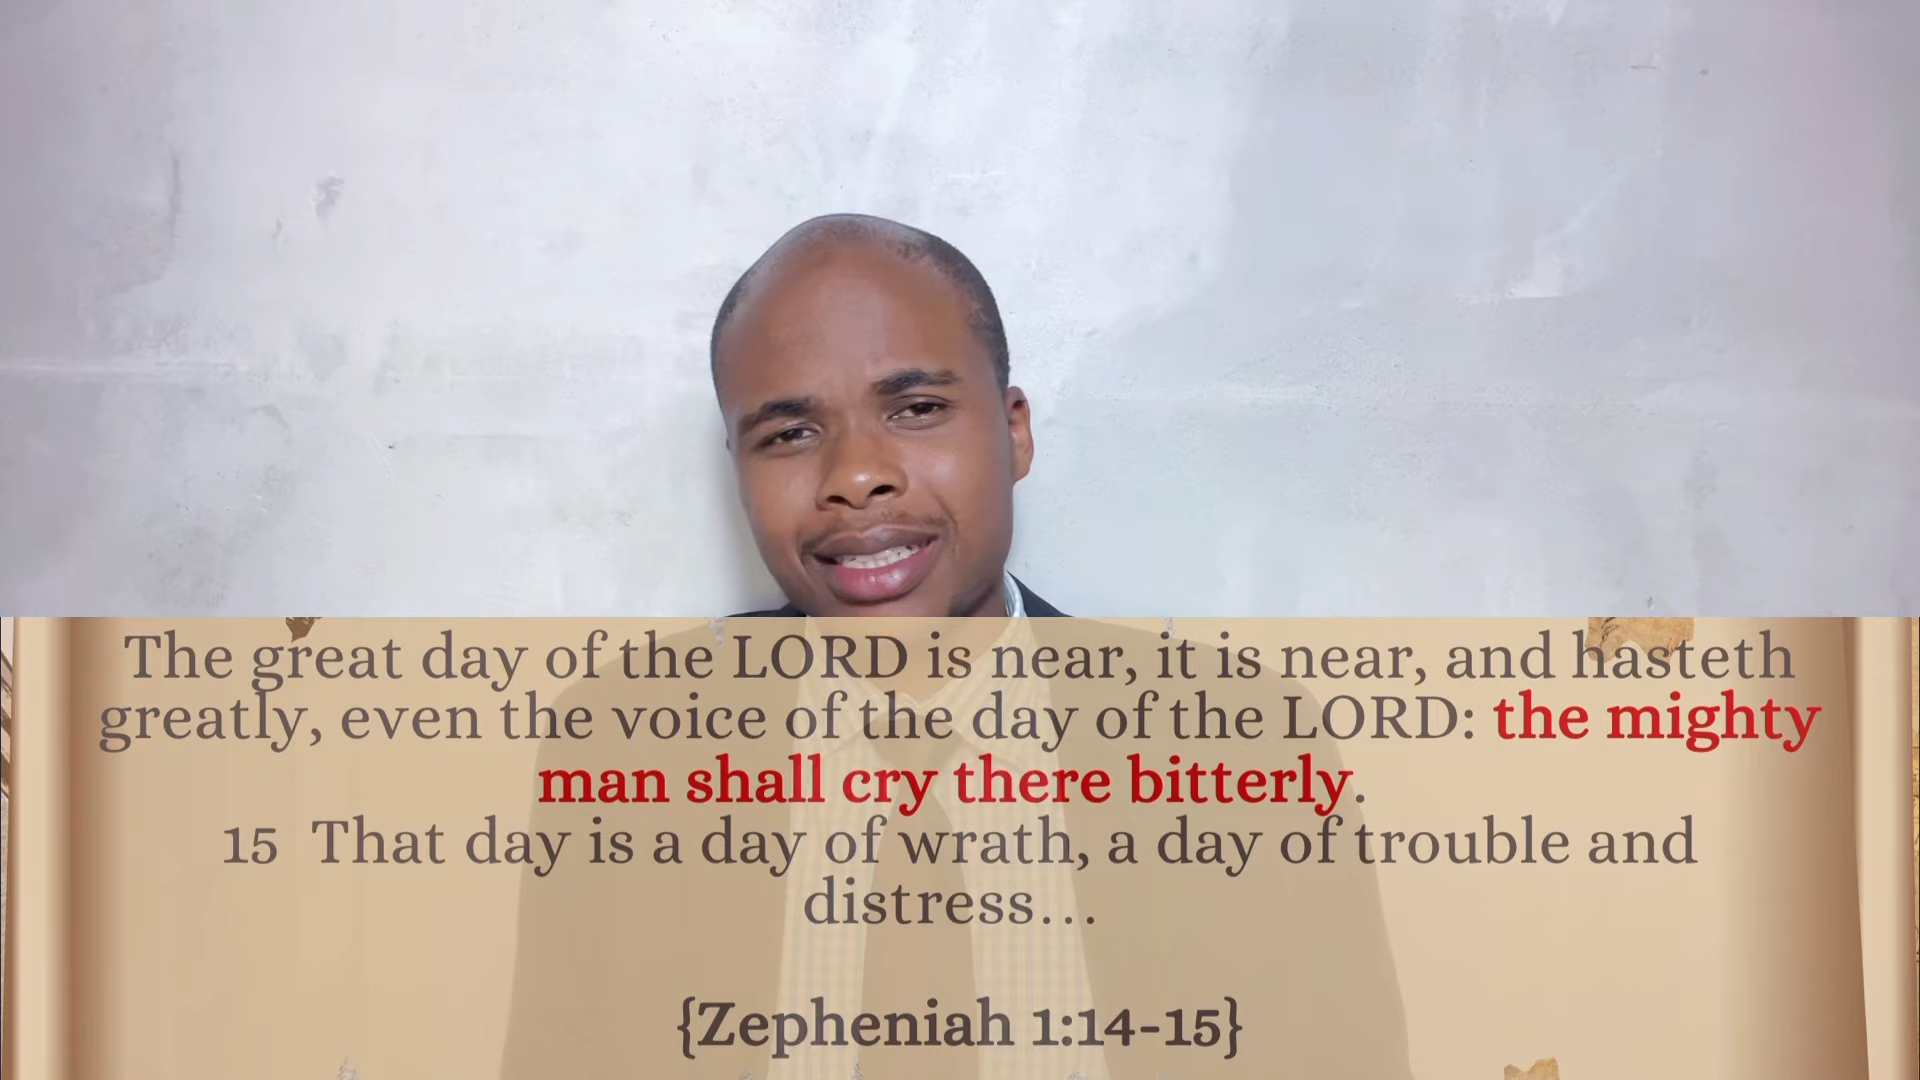 The great day of the LORD is near, it is near, and hasteth
greatly, even the voice of the day of the LORD: the mighty
man shall cry there bitterly.
15 That day is a day of wrath, a day of trouble and
distress...
{Zepheniah 1:14-15}